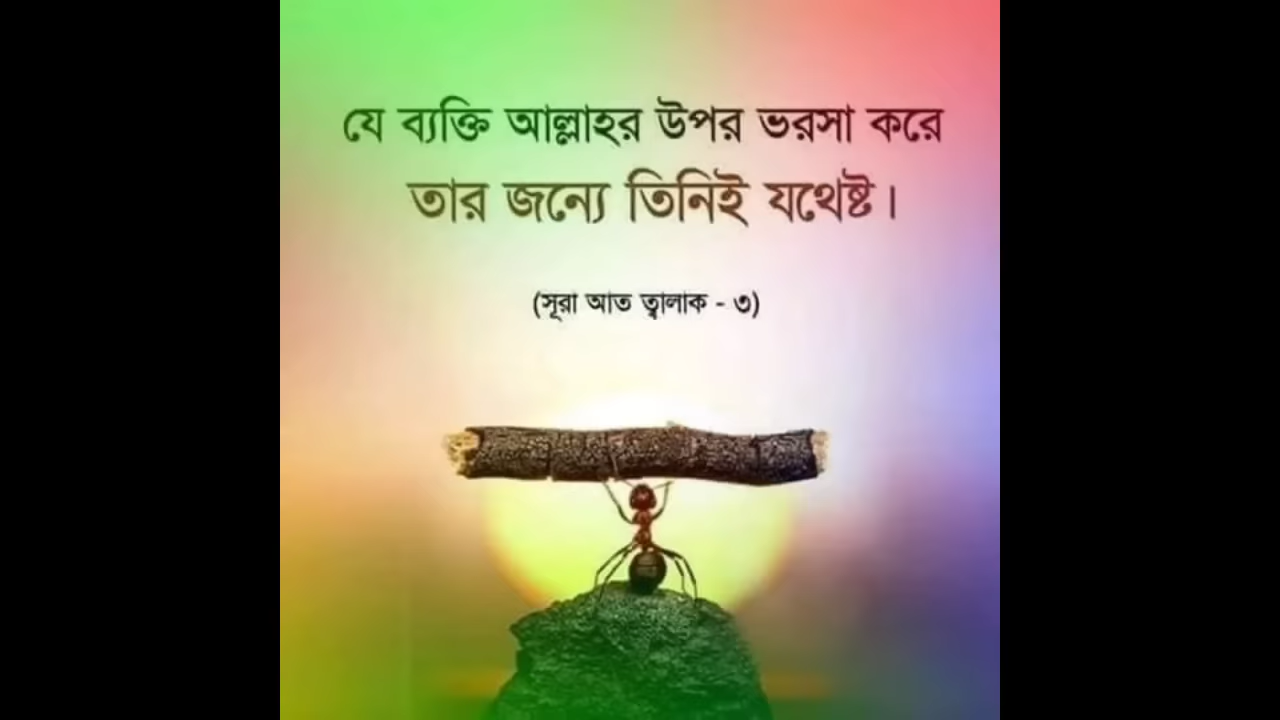 যে ব্যক্তি আল্লাহর উপর ভরসা করে
তার জন্যে তিনিই যথেষ্ট।
(সূরা আত ত্বালাক - ৩)